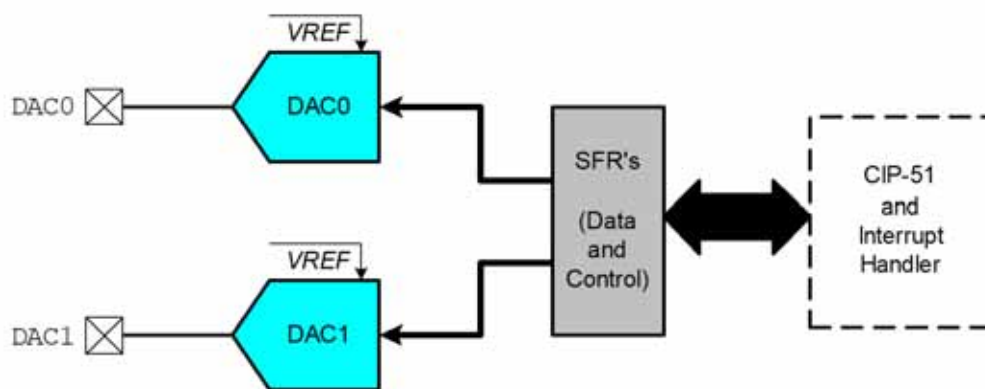 VREF
DAC0
DAC0
SFR's
(Data
and
Control)
CIP-51
and
Interrupt
Handler
VREF
DAC1
DAC1